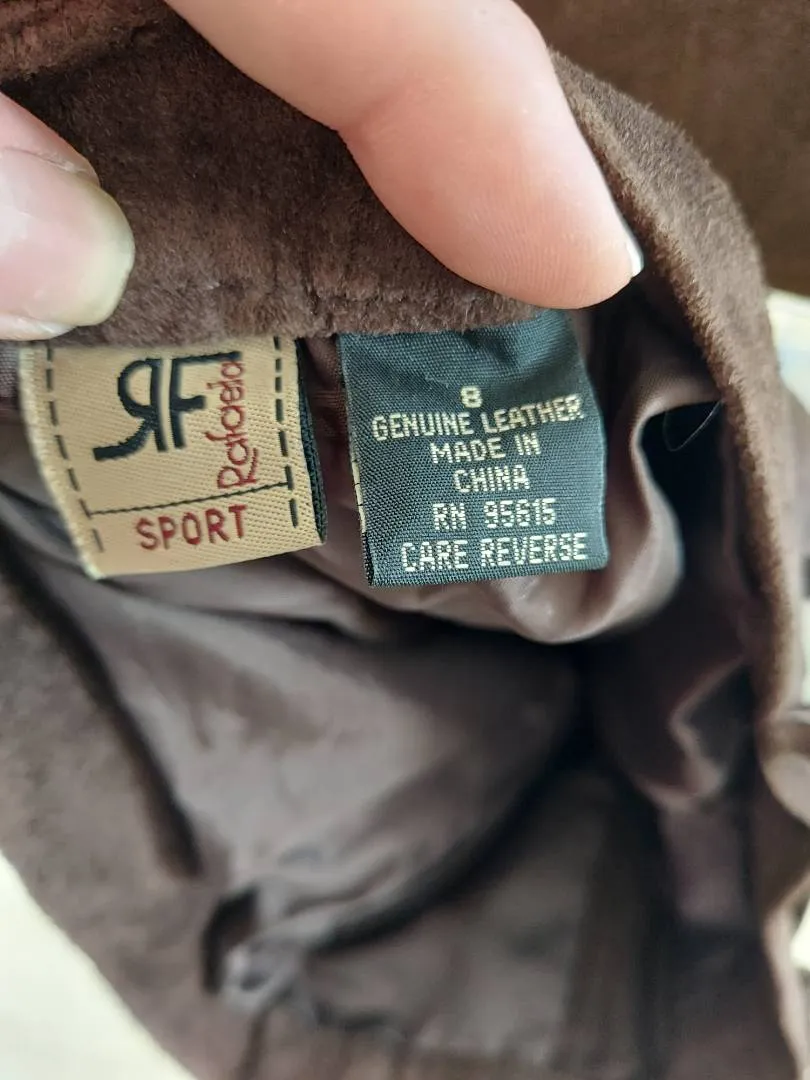 RF Rafaela
SPORT
8
GENUINE LEATHER
MADE IN
CHINA
RN 95615
CARE REVERSE